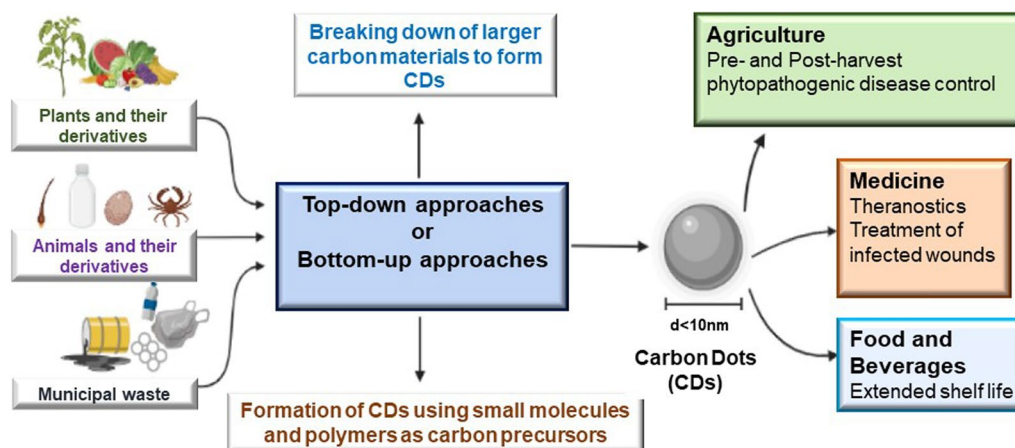 Plants and their
derivatives
Animals and their
derivatives
Municipal waste
Breaking down of larger
carbon materials to form
CDs
Top-down approaches
or
Bottom-up approaches
Formation of CDs using small molecules
and polymers as carbon precursors
d<10nm
Carbon Dots
(CDs)
Agriculture
Pre- and Post-harvest
phytopathogenic disease control
Medicine
Theranostics
Treatment of
infected wounds
Food and
Beverages
Extended shelf life